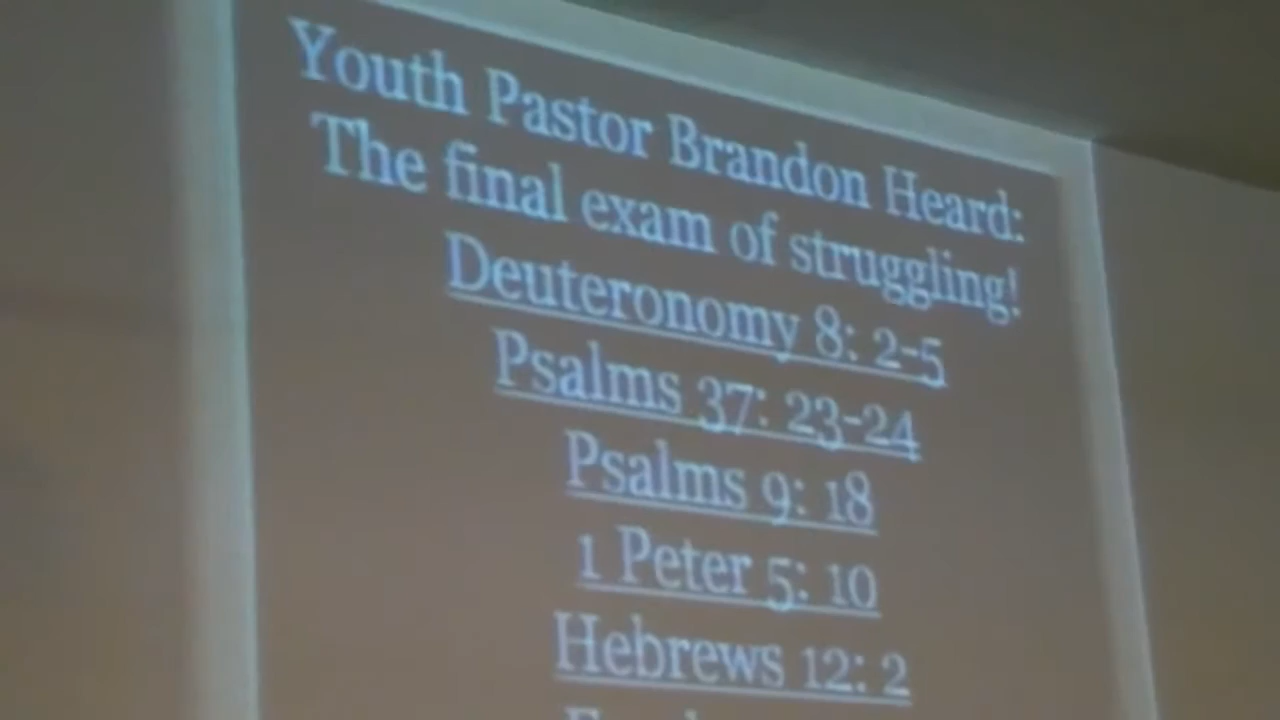 Youth Pastor Brandon Heard:
The final exam of struggling!
Deuteronomy 8: 2-5
Psalms 37: 23-24
Psalms 9: 18
1 Peter 5: 10
Hebrews 12: 2